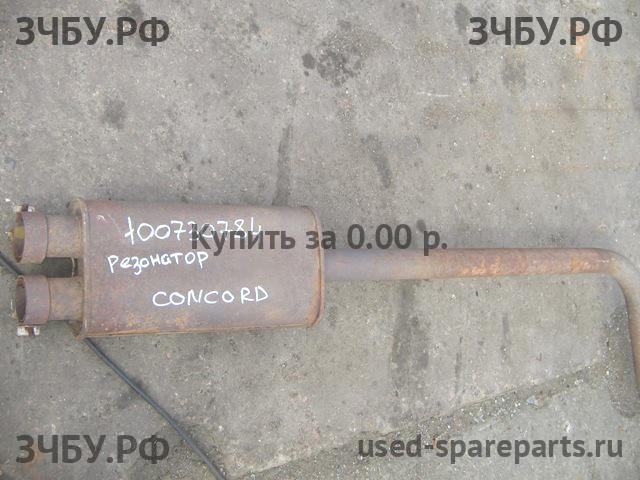 ЗЧБУ.РФ ЗЧБУ.РФ
Купить за 0.00 р.
резонатор
CONCORD
ЗЧБУ.РФ used-spareparts.ru